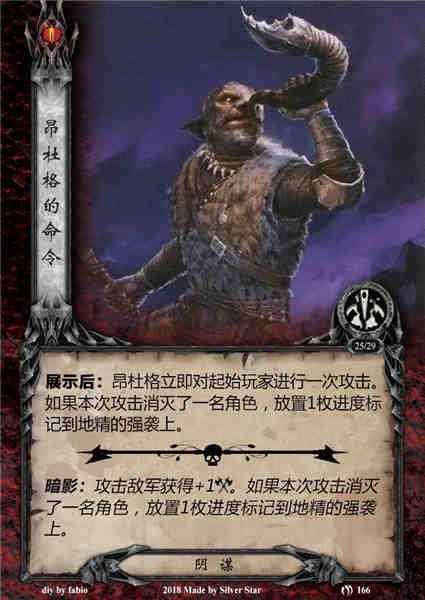 昂杜格的命令
25/29
展示后：昂杜格立即对起始玩家进行一次攻击。
如果本次攻击消灭了一名角色，放置1枚进度标
记到地精的强袭上。
暗影：攻击敌军获得+1。如果本次攻击消灭
了一名角色，放置1枚进度标记到地精的强袭
上。
阴谋
diy by fabio
2018 Made by Silver Star
166